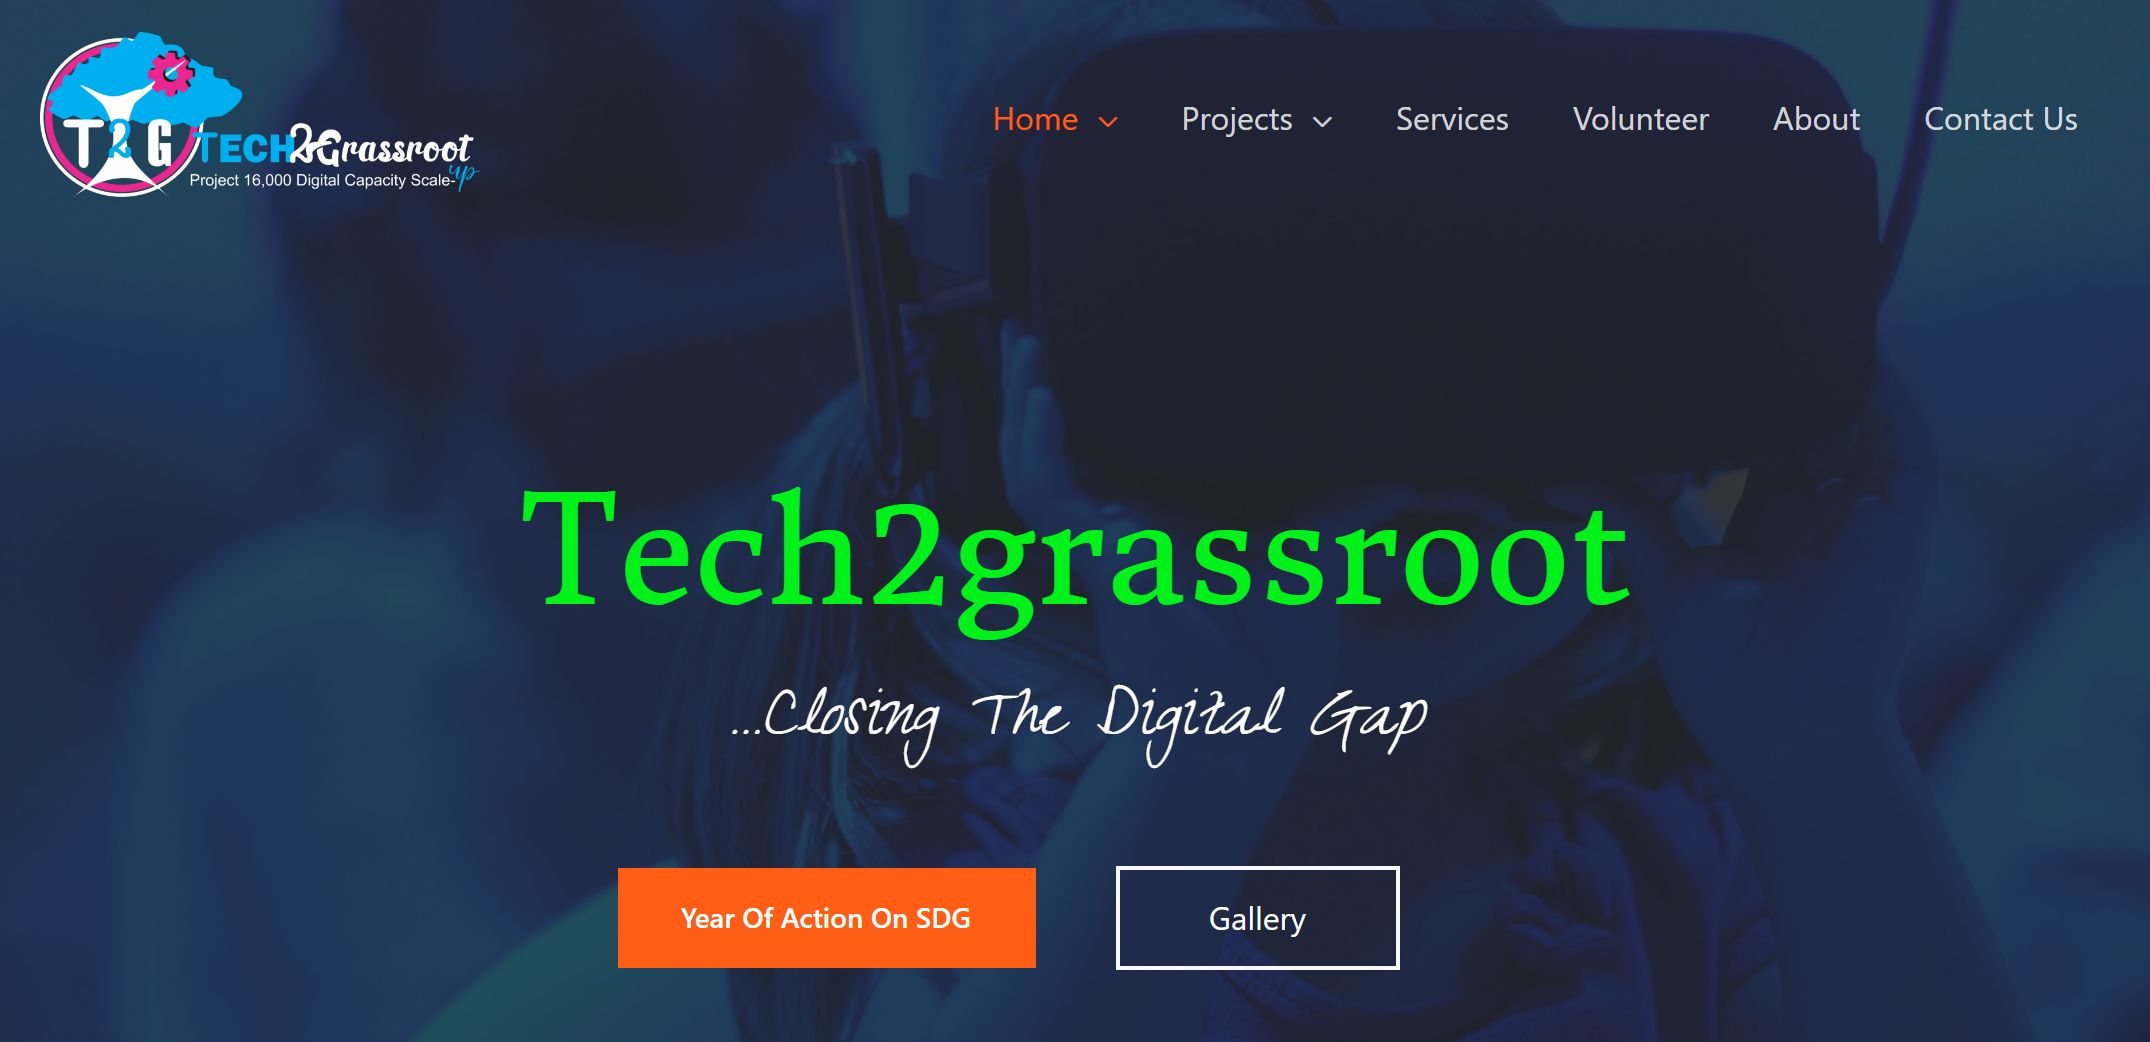 T2G
TECH2Grassroot
Project 16,000 Digital Capacity Scale-up
Home Projects Services Volunteer About Contact Us
Tech2grassroot
...Closing The Digital Gap
Year Of Action On SDG Gallery